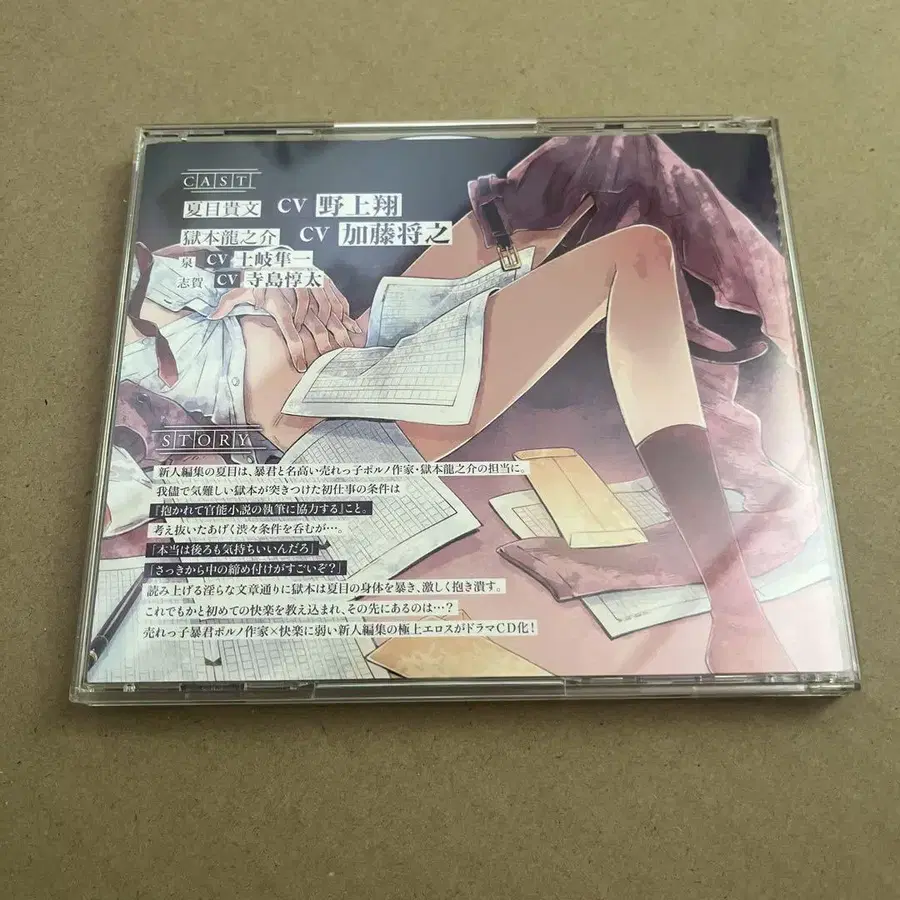 CAST
夏目貴文 CV 野上翔
獄本龍之介 CV 加藤将之
泉 CV 土岐隼一
志賀 CV 寺島惇太
STORY
新人編集の夏目は、暴君と名高い売れっ子ポルノ作家・獄本龍之介の担当に。
我儘で気難しい獄本が突きつけた初仕事の条件は
『抱かれて官能小説の執筆に協力する』こと。
考え抜いたあげく渋々条件を呑むが…。
「本当は後ろも気持ちいいんだろ」
「さっきから中の締め付けがすごいぞ？」
読み上げる淫らな文章通りに獄本は夏目の身体を暴き、激しく抱き潰す。
これでもかと初めての快楽を教え込まれ、その先にあるのは…？
売れっ子暴君ポルノ作家×快楽に弱い新人編集の極上エロスがドラマCD化！